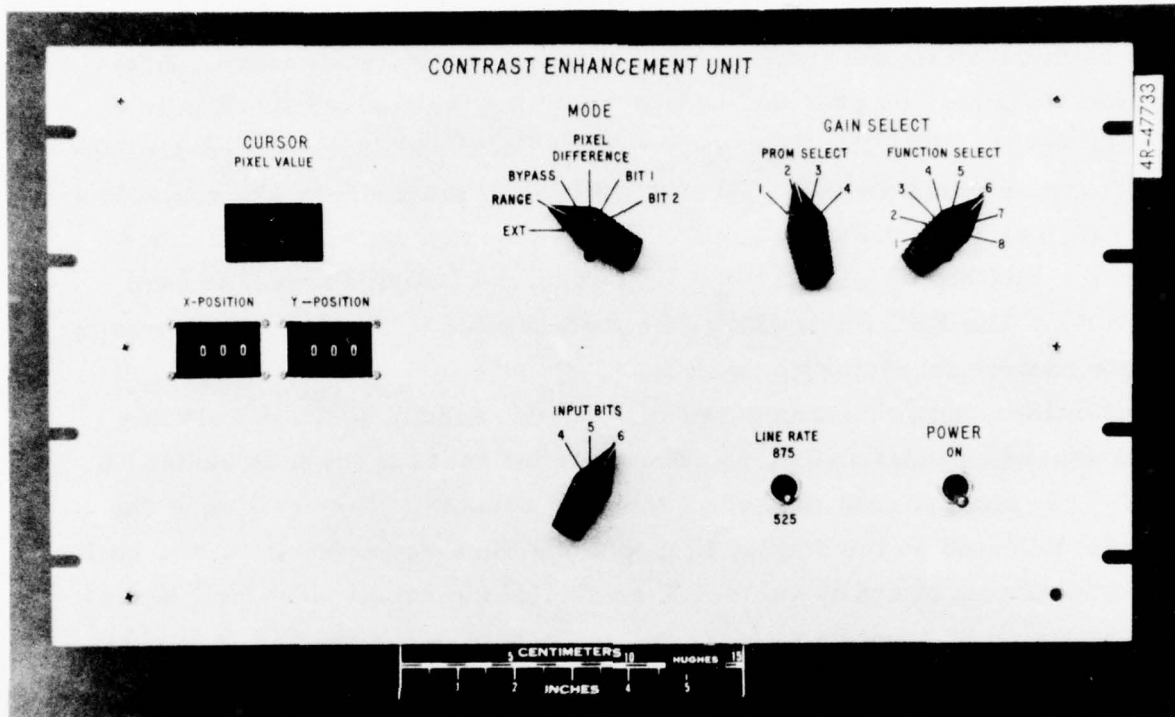 CONTRAST ENHANCEMENT UNIT
4R-47733
CURSOR
PIXEL VALUE
X-POSITION
Y-POSITION
0 0 0
0 0 0
MODE
PIXEL
DIFFERENCE
BYPASS
BIT 1
RANGE
BIT 2
EXT
GAIN SELECT
PROM SELECT
1 2 3 4
FUNCTION SELECT
1 2 3 4 5 6 7 8
INPUT BITS
4 5 6
LINE RATE
875
525
POWER
ON
CENTIMETERS
5 10 15
HUGHES
1 2 3 4 5
INCHES